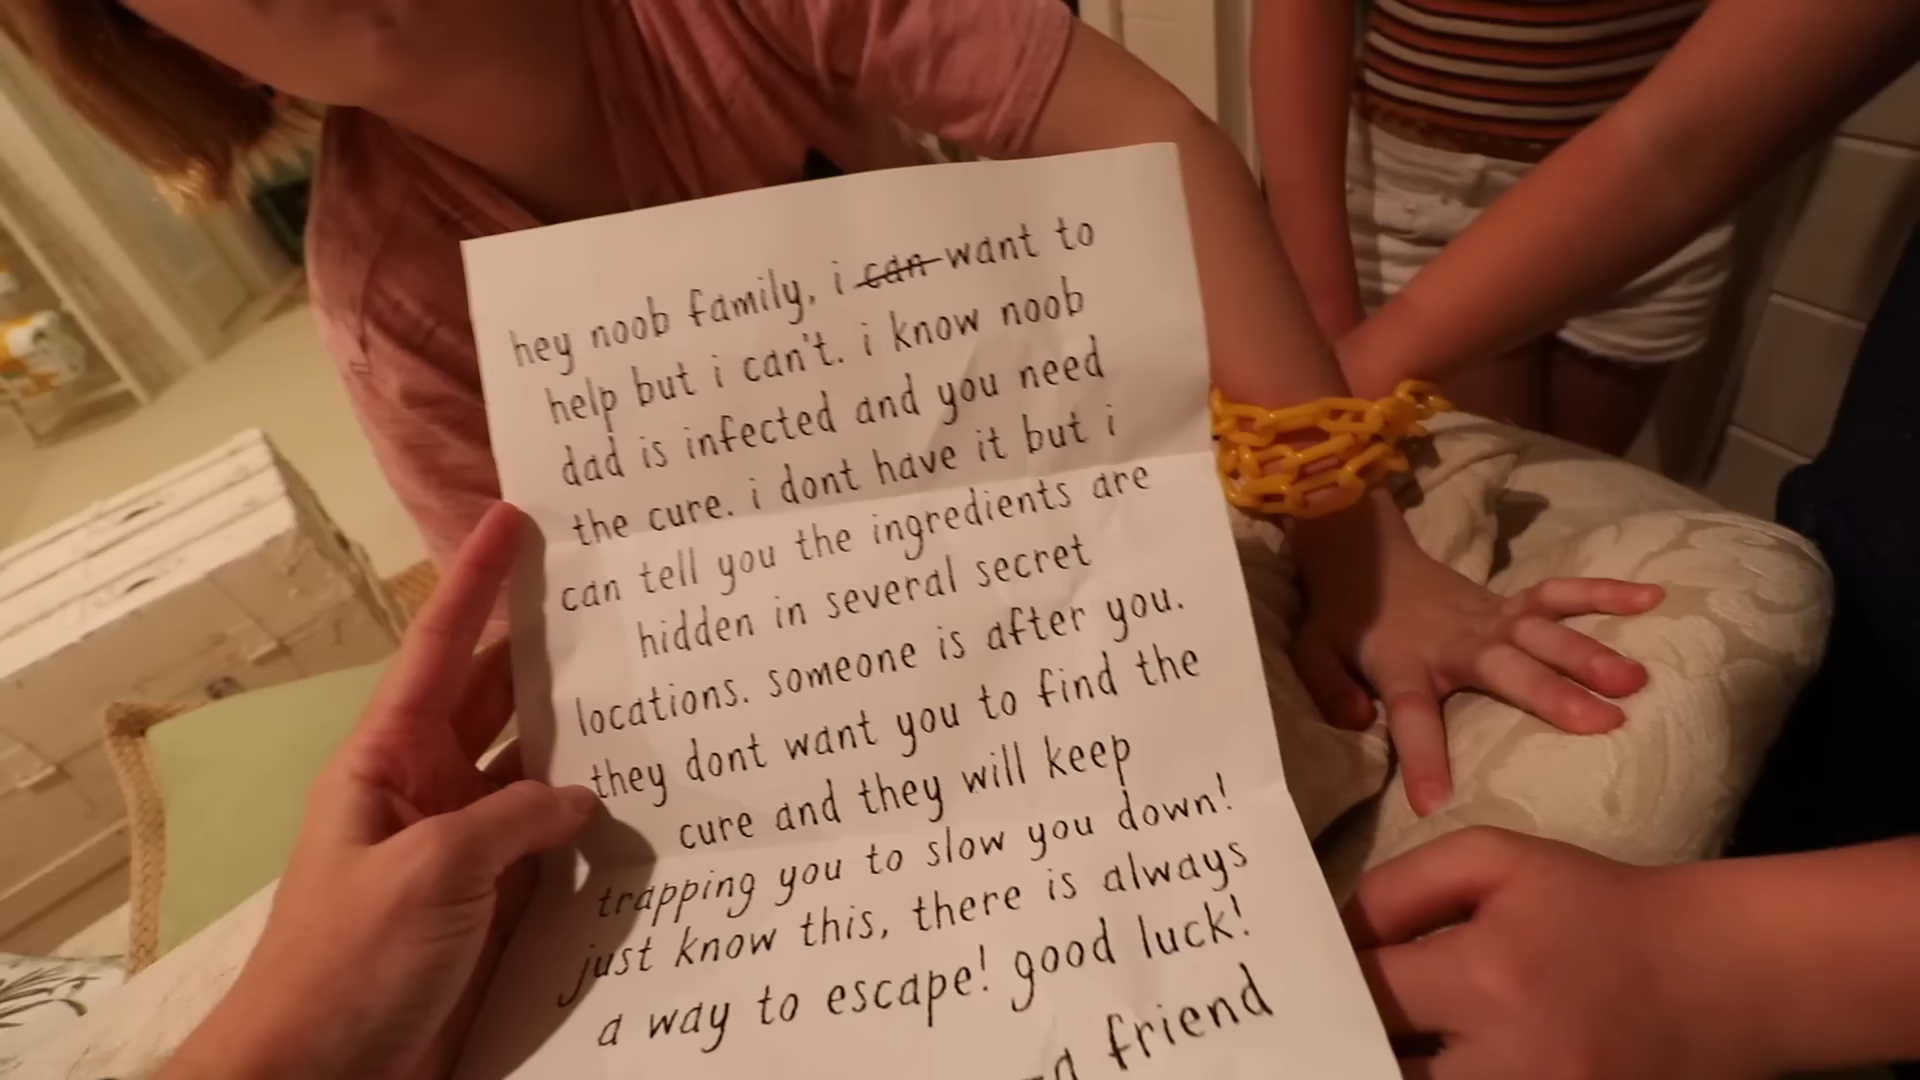 hey noob family, i can want to
help but i can't. i know noob
dad is infected and you need
the cure. i dont have it but i
can tell you the ingredients are
hidden in several secret
locations. someone is after you.
they dont want you to find the
cure and they will keep
trapping you to slow you down!
just know this, there is always
a way to escape! good luck!
-a friend